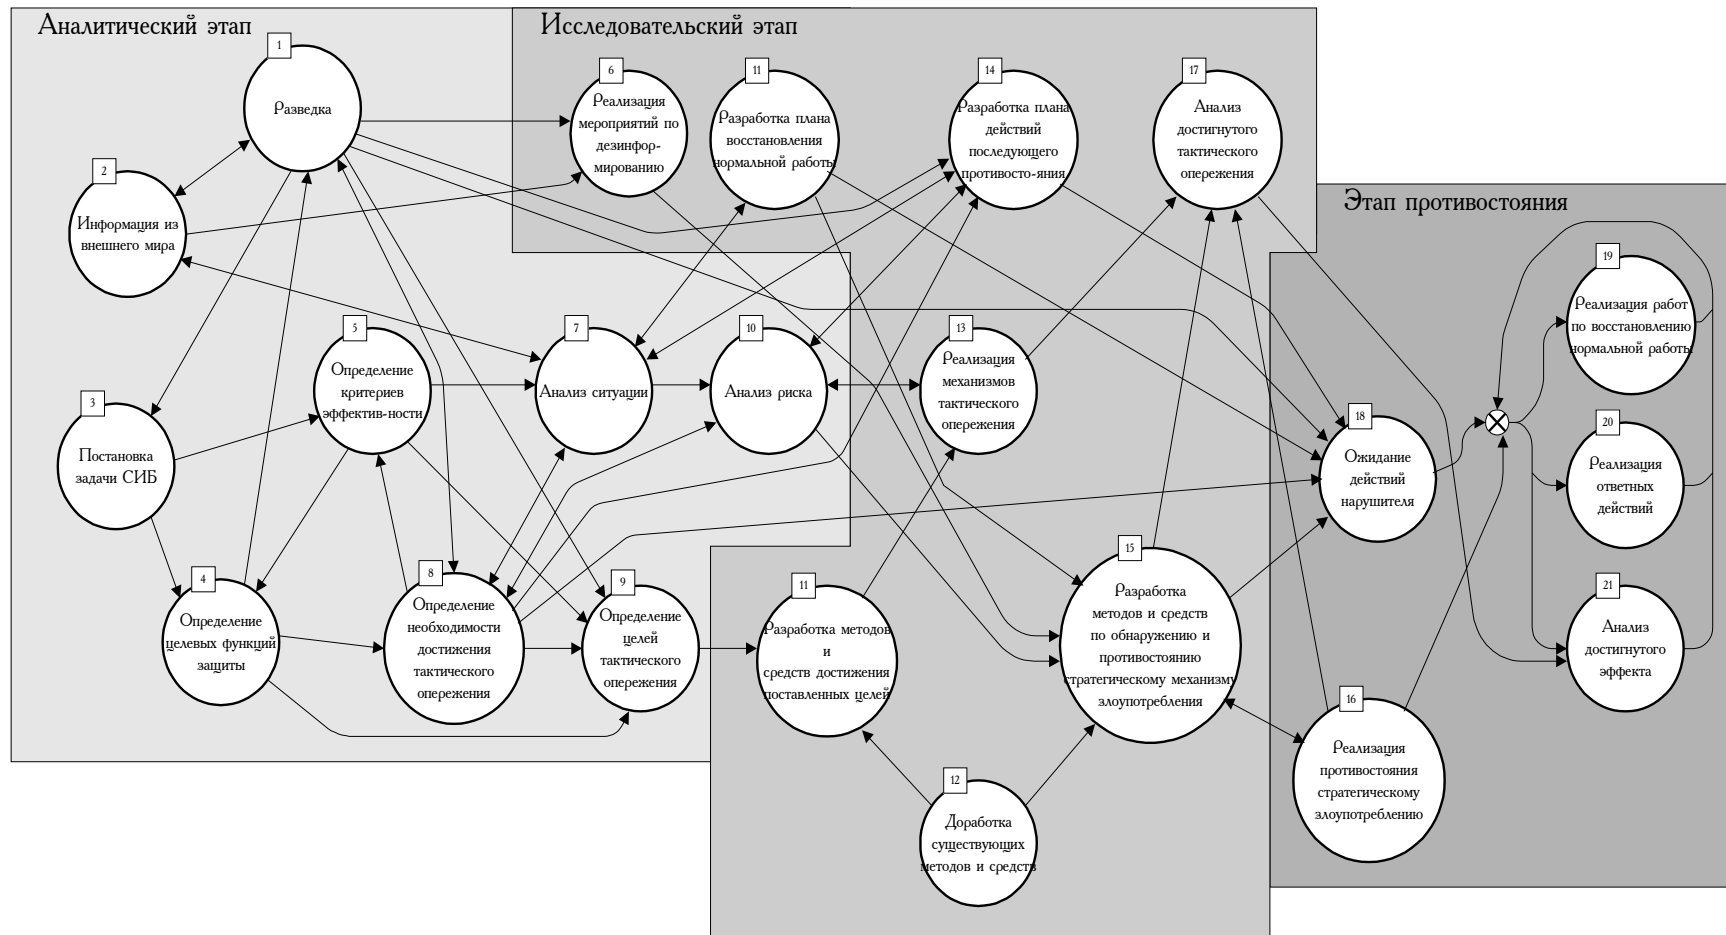 Аналитический этап
Исследовательский этап
Этап противостояния
1
Разведка
2
Информация из
внешнего мира
3
Постановка
задачи СИБ
4
Определение
целевых функций
защиты
5
Определение
критериев
эффектив-ности
6
Реализация
мероприятий по
дезинфор-
мированию
7
Анализ ситуации
8
Определение
необходимости
достижения
тактического
опережения
9
Определение
целей
тактического
опережения
10
Анализ риска
11
Разработка плана
восстановления
нормальной работы
11
Разработка методов
и
средств достижения
поставленных целей
12
Доработка
существующих
методов и средств
13
Реализация
механизмов
тактического
опережения
14
Разработка плана
действий
последующего
противосто-яния
15
Разработка
методов и средств
по обнаружению и
противостоянию
стратегическому механизму
злоупотребления
16
Реализация
противостояния
стратегическому
злоупотреблению
17
Анализ
достигнутого
тактического
опережения
18
Ожидание
действий
нарушителя
19
Реализация работ
по восстановлению
нормальной работы
20
Реализация
ответных
действий
21
Анализ
достигнутого
эффекта